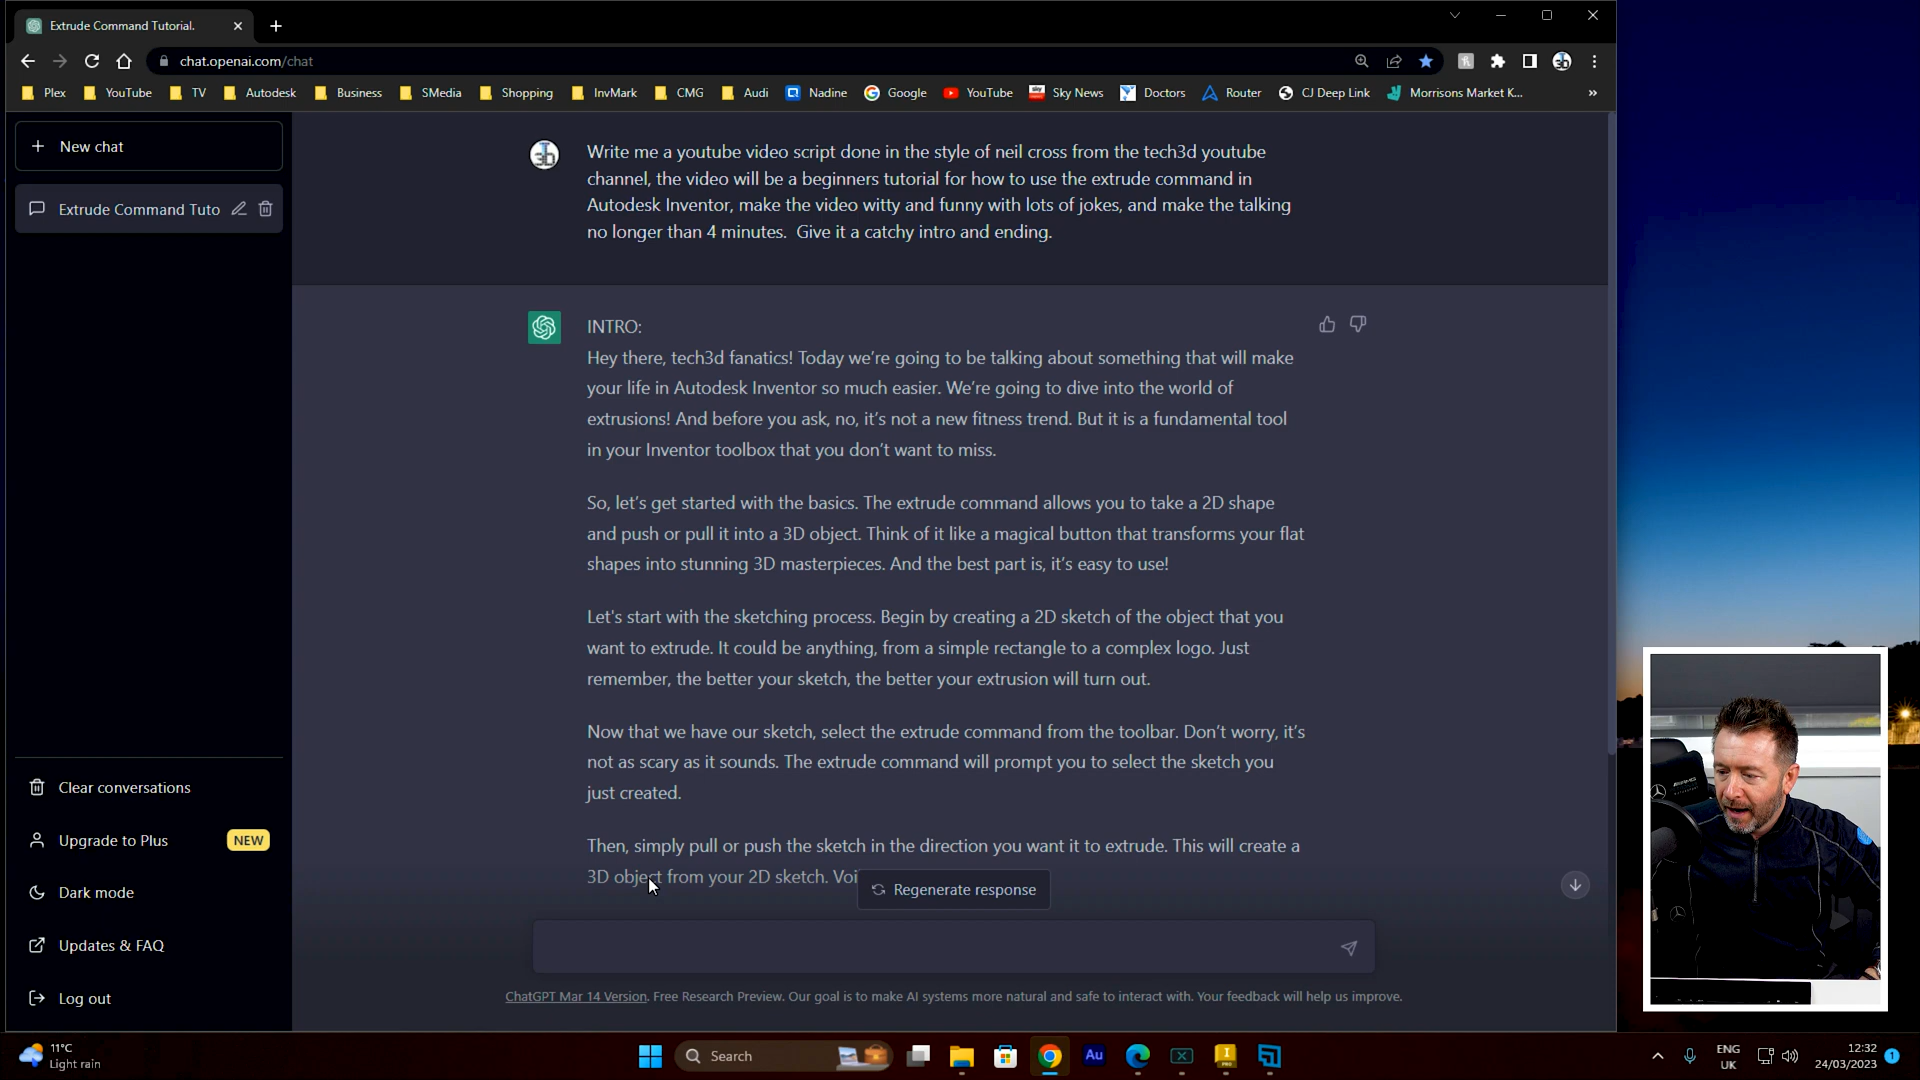 Extrude Command Tutorial.
chat.openai.com/chat
Plex
YouTube
TV
Autodesk
Business
SMedia
Shopping
InvMark
CMG
Audi
Nadine
Google
YouTube
Sky News
Doctors
Router
CJ Deep Link
Morrisons Market K...
»
New chat
Extrude Command Tuto
3D
Write me a youtube video script done in the style of neil cross from the tech3d youtube
channel, the video will be a beginners tutorial for how to use the extrude command in
Autodesk Inventor, make the video witty and funny with lots of jokes, and make the talking
no longer than 4 minutes.  Give it a catchy intro and ending.
INTRO:
Hey there, tech3d fanatics! Today we're going to be talking about something that will make
your life in Autodesk Inventor so much easier. We're going to dive into the world of
extrusions! And before you ask, no, it's not a new fitness trend. But it is a fundamental tool
in your Inventor toolbox that you don't want to miss.
So, let's get started with the basics. The extrude command allows you to take a 2D shape
and push or pull it into a 3D object. Think of it like a magical button that transforms your flat
shapes into stunning 3D masterpieces. And the best part is, it's easy to use!
Let's start with the sketching process. Begin by creating a 2D sketch of the object that you
want to extrude. It could be anything, from a simple rectangle to a complex logo. Just
remember, the better your sketch, the better your extrusion will turn out.
Now that we have our sketch, select the extrude command from the toolbar. Don't worry, it's
not as scary as it sounds. The extrude command will prompt you to select the sketch you
just created.
Then, simply pull or push the sketch in the direction you want it to extrude. This will create a
3D object from your 2D sketch. Voi
Regenerate response
ChatGPT Mar 14 Version. Free Research Preview. Our goal is to make AI systems more natural and safe to interact with. Your feedback will help us improve.
Clear conversations
Upgrade to Plus
NEW
Dark mode
Updates & FAQ
Log out
11°C
Light rain
Search
Au
I
PRO
ENG
UK
12:32
24/03/2023
1
AMG